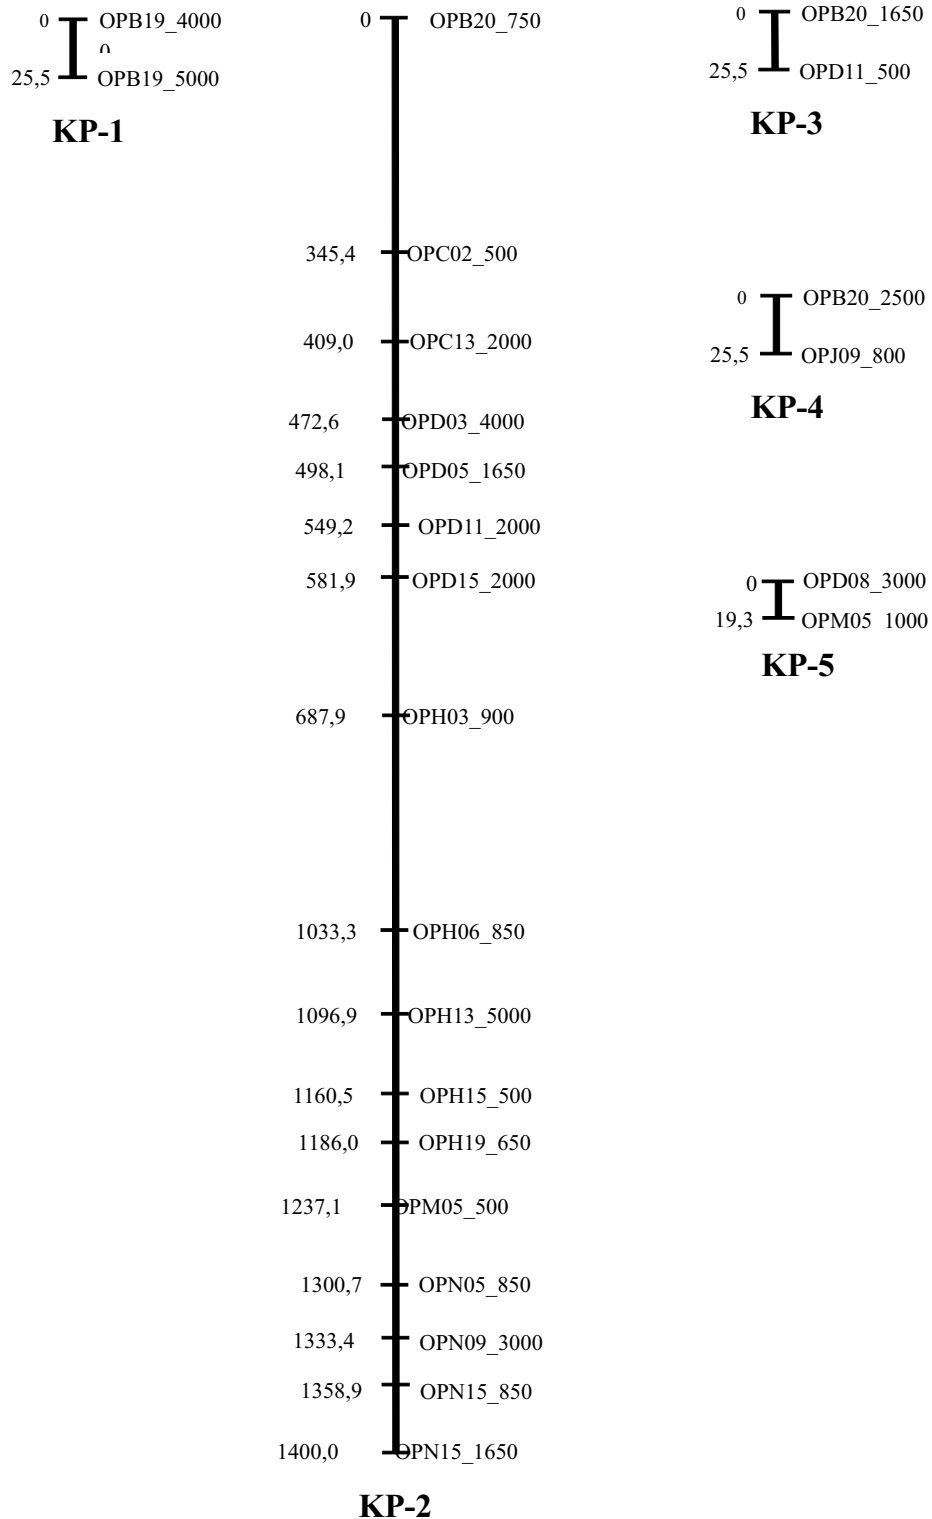 0 OPB19_4000
0
25,5 OPB19_5000
KP-1
0 OPB20_750
345,4 OPC02_500
409,0 OPC13_2000
472,6 OPD03_4000
498,1 OPD05_1650
549,2 OPD11_2000
581,9 OPD15_2000
687,9 OPH03_900
1033,3 OPH06_850
1096,9 OPH13_5000
1160,5 OPH15_500
1186,0 OPH19_650
1237,1 OPM05_500
1300,7 OPN05_850
1333,4 OPN09_3000
1358,9 OPN15_850
1400,0 OPN15_1650
KP-2
0 OPB20_1650
25,5 OPD11_500
KP-3
0 OPB20_2500
25,5 OPJ09_800
KP-4
0 OPD08_3000
19,3 OPM05_1000
KP-5